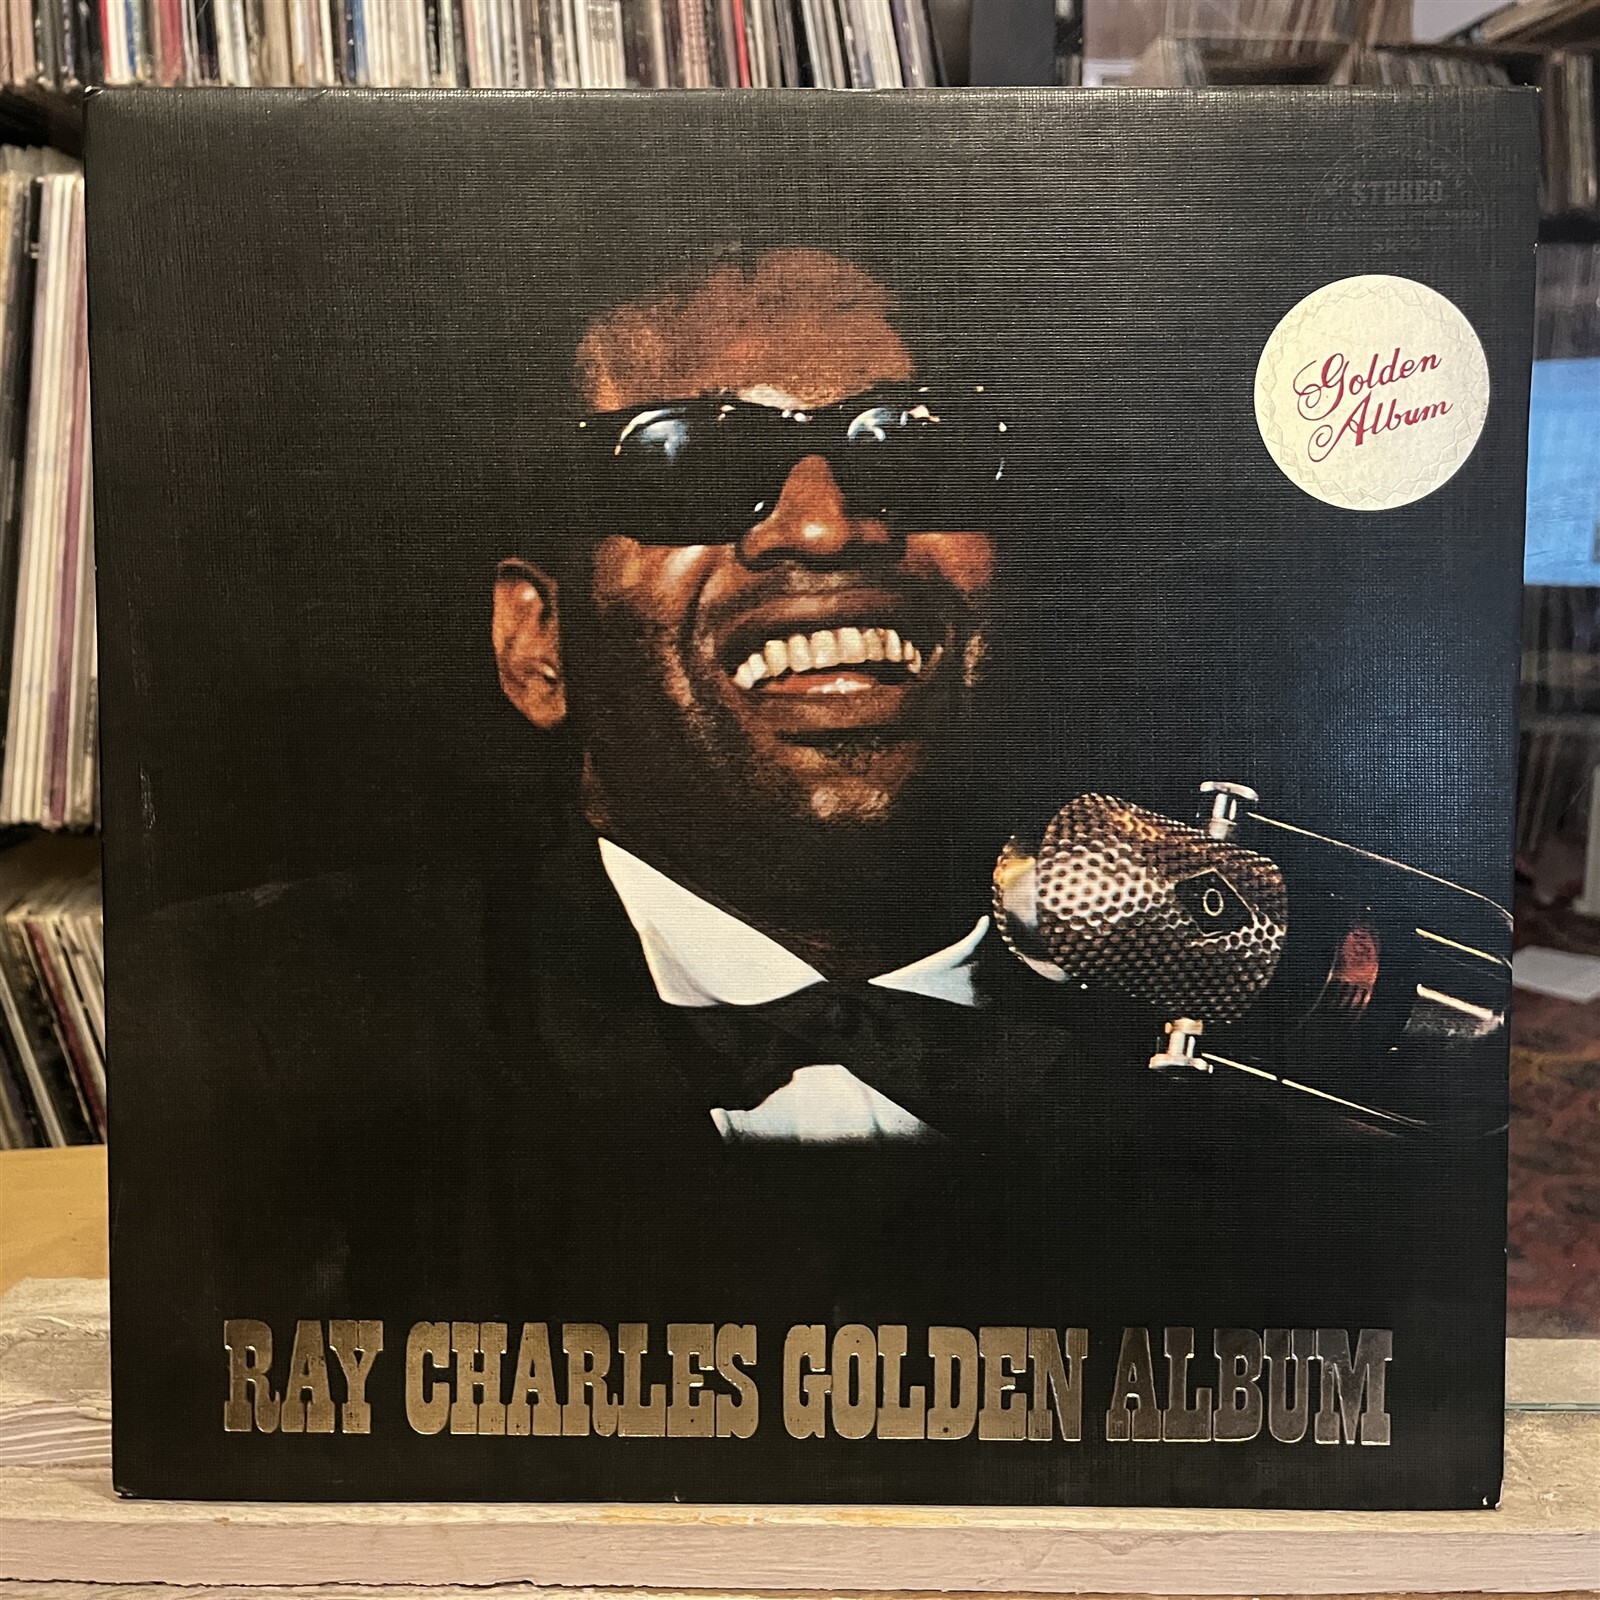 STEREO
Golden
Album
RAY CHARLES GOLDEN ALBUM